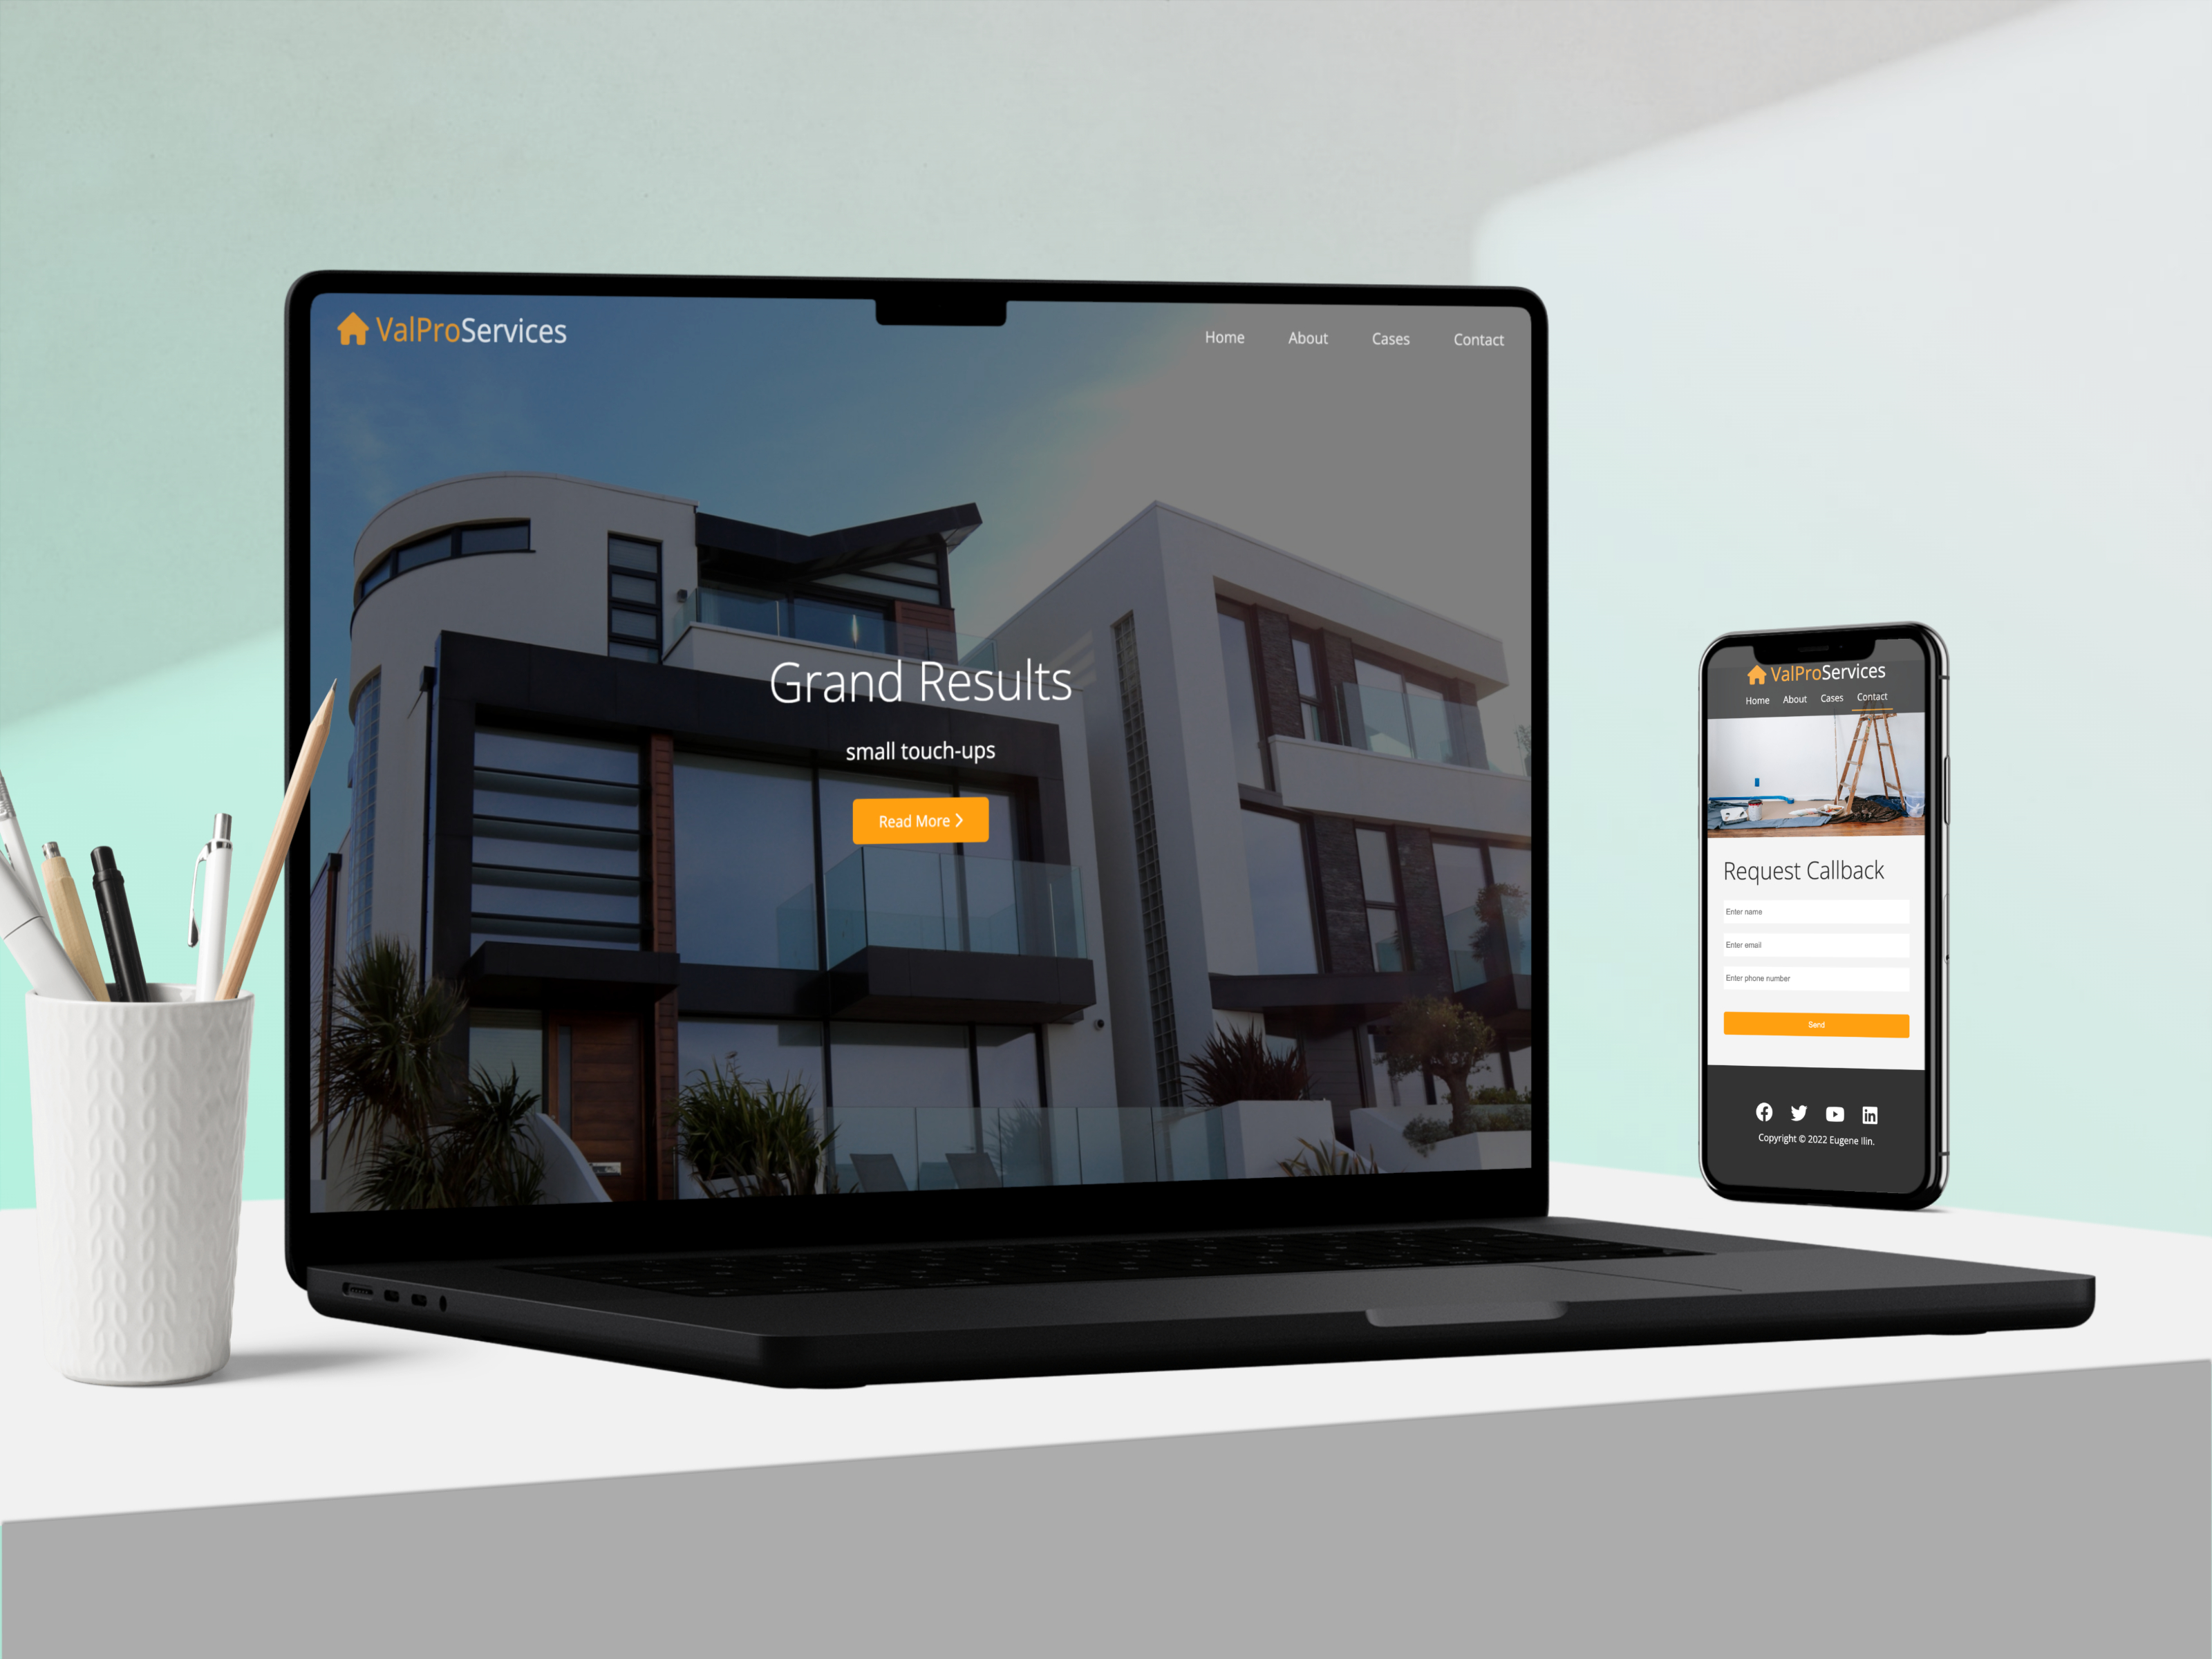 ValProServices
Home About Cases Contact
Grand Results
small touch-ups
Read More
ValProServices
Home About Cases Contact
Request Callback
Enter name
Enter email
Enter phone number
Send
Copyright © 2022 Eugene Ilin.